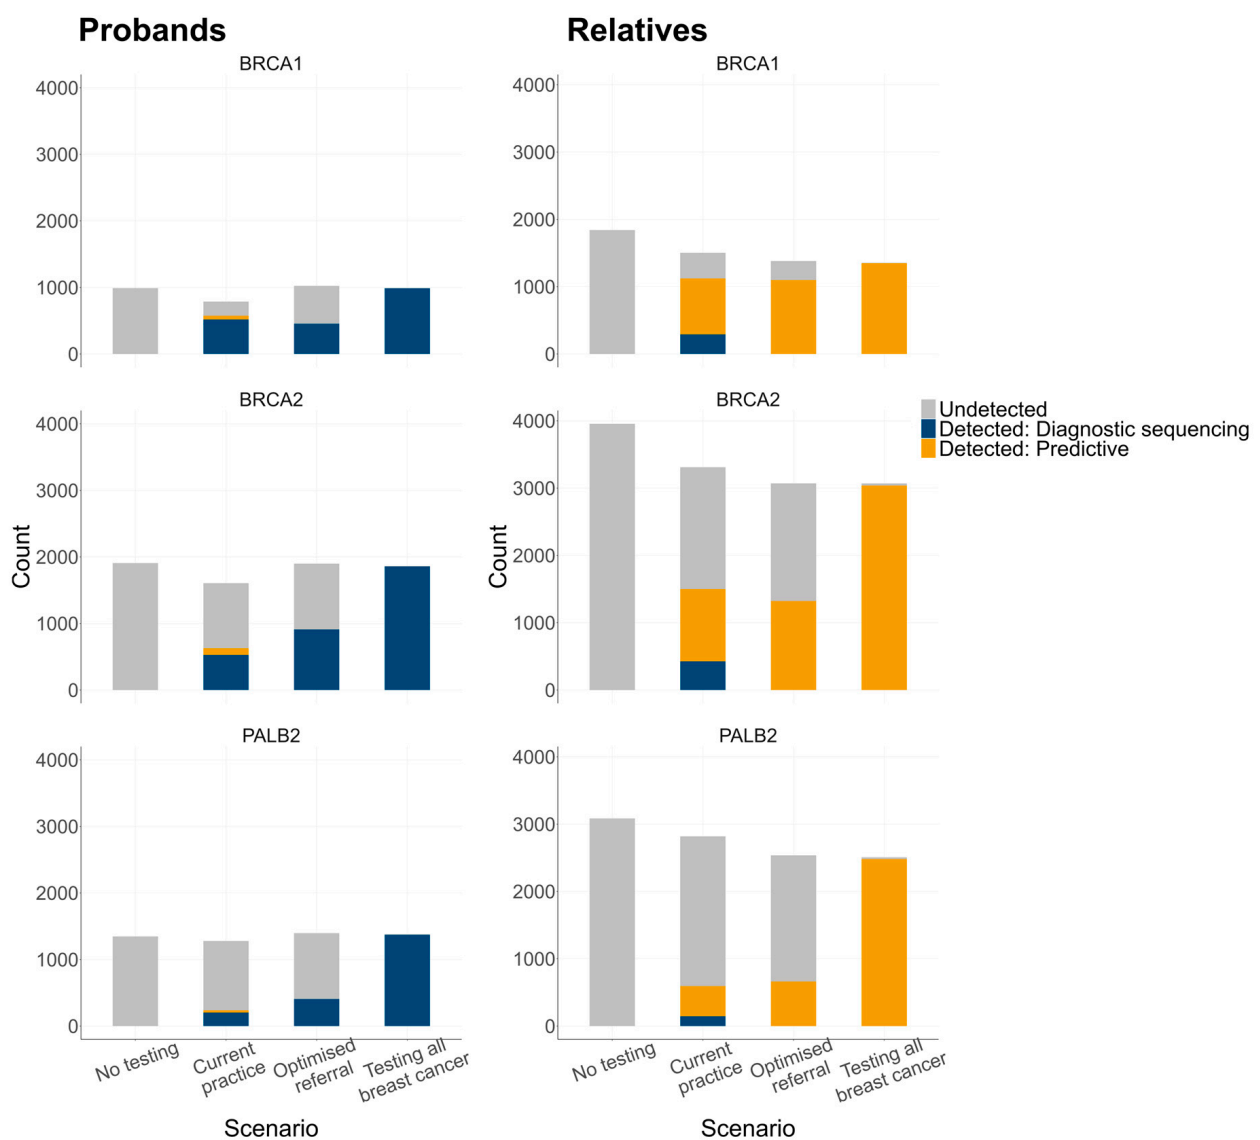 Probands
Relatives
BRCA1
4000
3000
2000
1000
0
BRCA1
4000
3000
2000
1000
0
BRCA2
4000
3000
2000
1000
0
BRCA2
4000
3000
2000
1000
0
Undetected
Detected: Diagnostic sequencing
Detected: Predictive
Count
Count
PALB2
4000
3000
2000
1000
0
PALB2
4000
3000
2000
1000
0
No testing
Current
practice
Optimised
referral
Testing all
breast cancer
No testing
Current
practice
Optimised
referral
Testing all
breast cancer
Scenario
Scenario